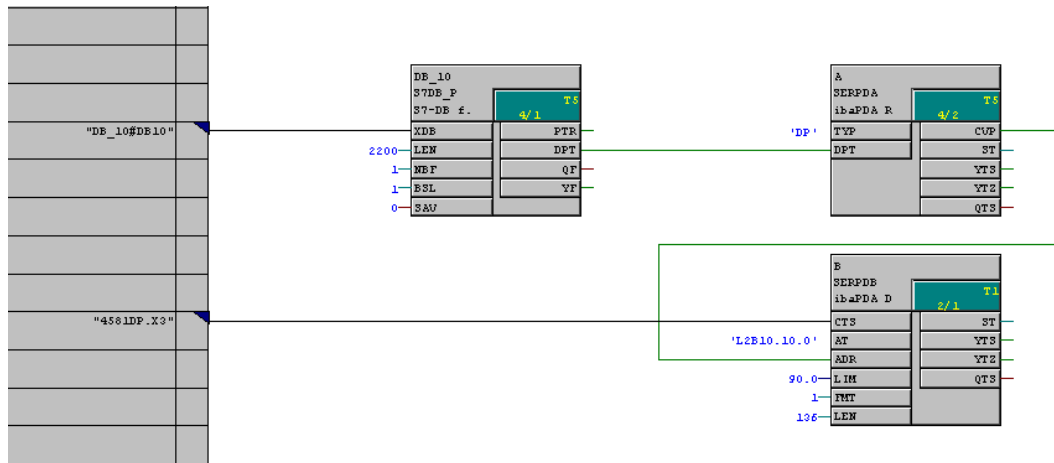 DB_10
S7DB_P
S7-DB f.
T5
4/1
"DB_10#DB10"
XDB
PTR
2200
LEN
DPT
1
NBF
QF
1
BSL
YF
0
SAV
A
SERPDA
ibaPDA R
T5
4/2
'DP'
TYP
CVP
DPT
ST
YTS
YTZ
QTS
B
SERPDB
ibaPDA D
T1
2/1
"4581DP.X3"
CTS
ST
'L2B10.10.0'
AT
YTS
ADR
YTZ
90.0
LIM
QTS
1
FMT
136
LEN